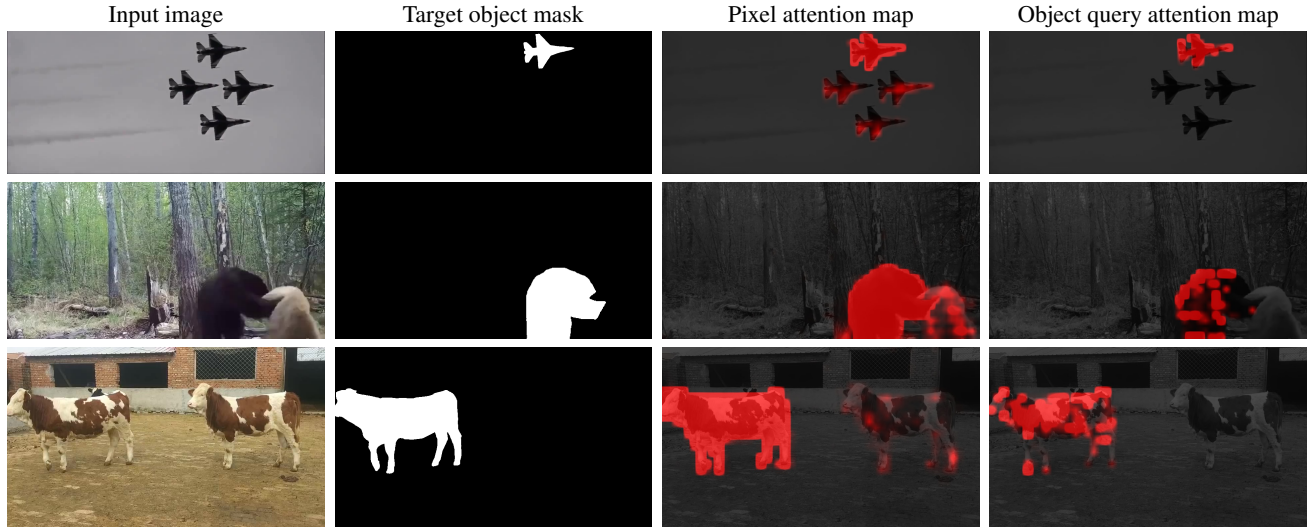 Input image
Target object mask
Pixel attention map
Object query attention map